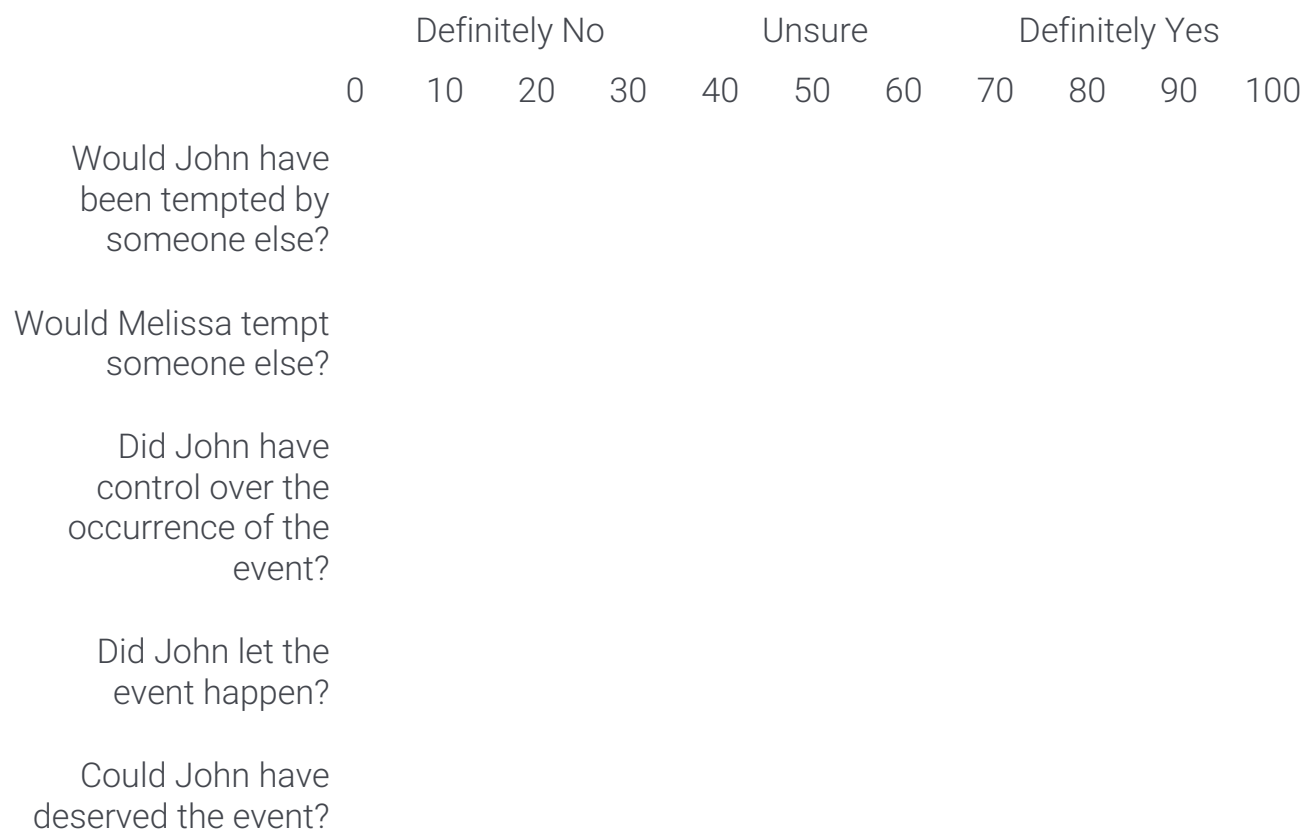 Definitely No Unsure Definitely Yes
0 10 20 30 40 50 60 70 80 90 100
Would John have
been tempted by
someone else?
Would Melissa tempt
someone else?
Did John have
control over the
occurrence of the
event?
Did John let the
event happen?
Could John have
deserved the event?